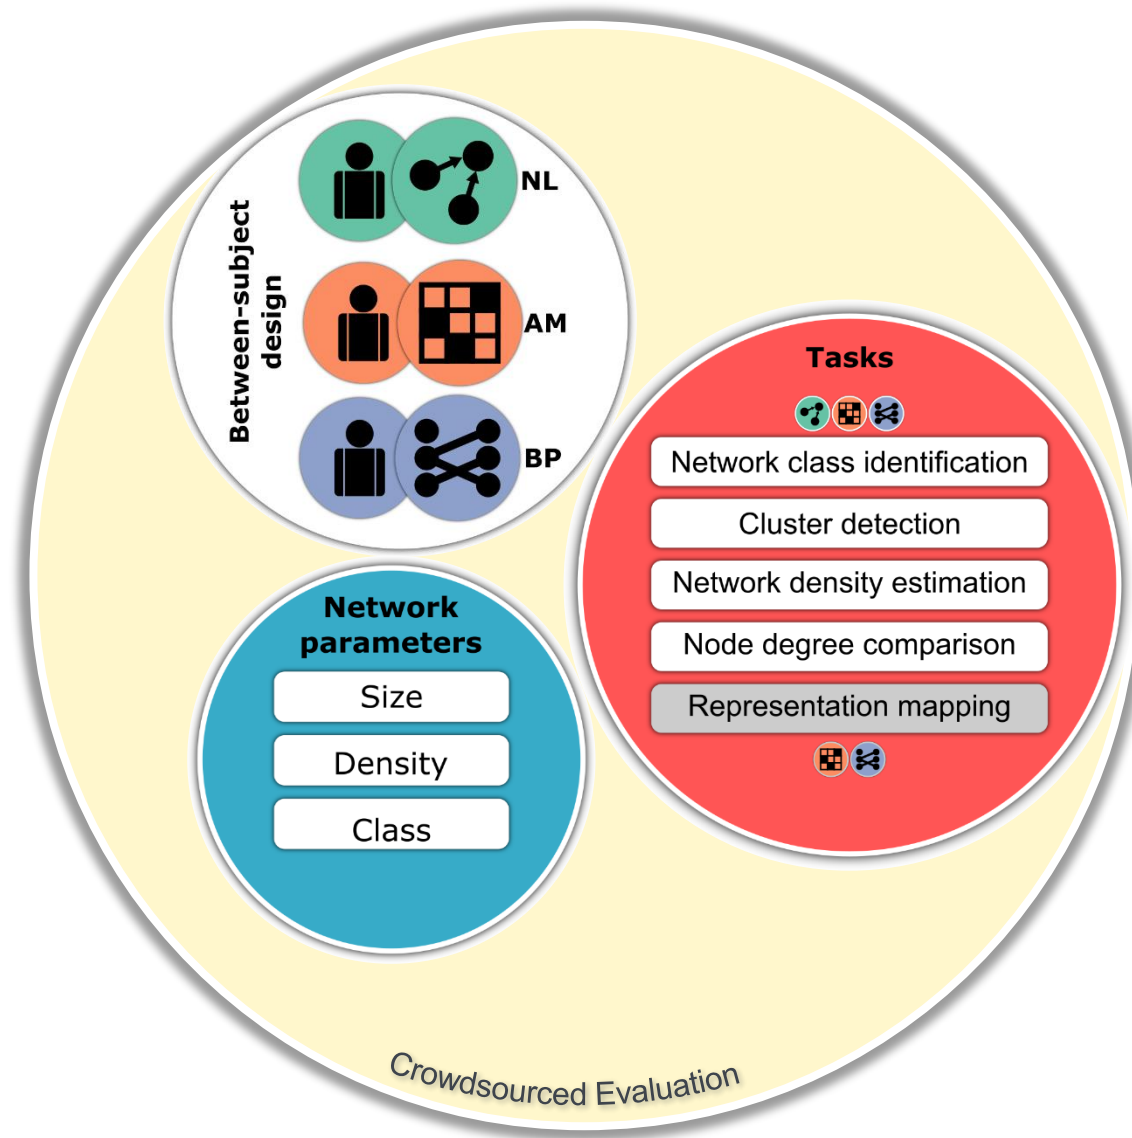 Between-subject
design
NL
AM
BP
Tasks
Network class identification
Cluster detection
Network density estimation
Node degree comparison
Representation mapping
Network
parameters
Size
Density
Class
Crowdsourced Evaluation